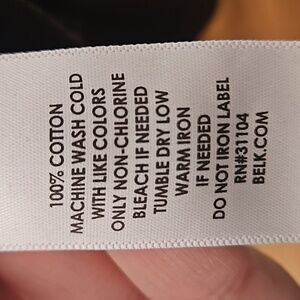 100% COTTON
MACHINE WASH COLD
WITH LIKE COLORS
ONLY NON-CHLORINE
BLEACH IF NEEDED
TUMBLE DRY LOW
WARM IRON
IF NEEDED
DO NOT IRON LABEL
RN#31104
BELK.COM